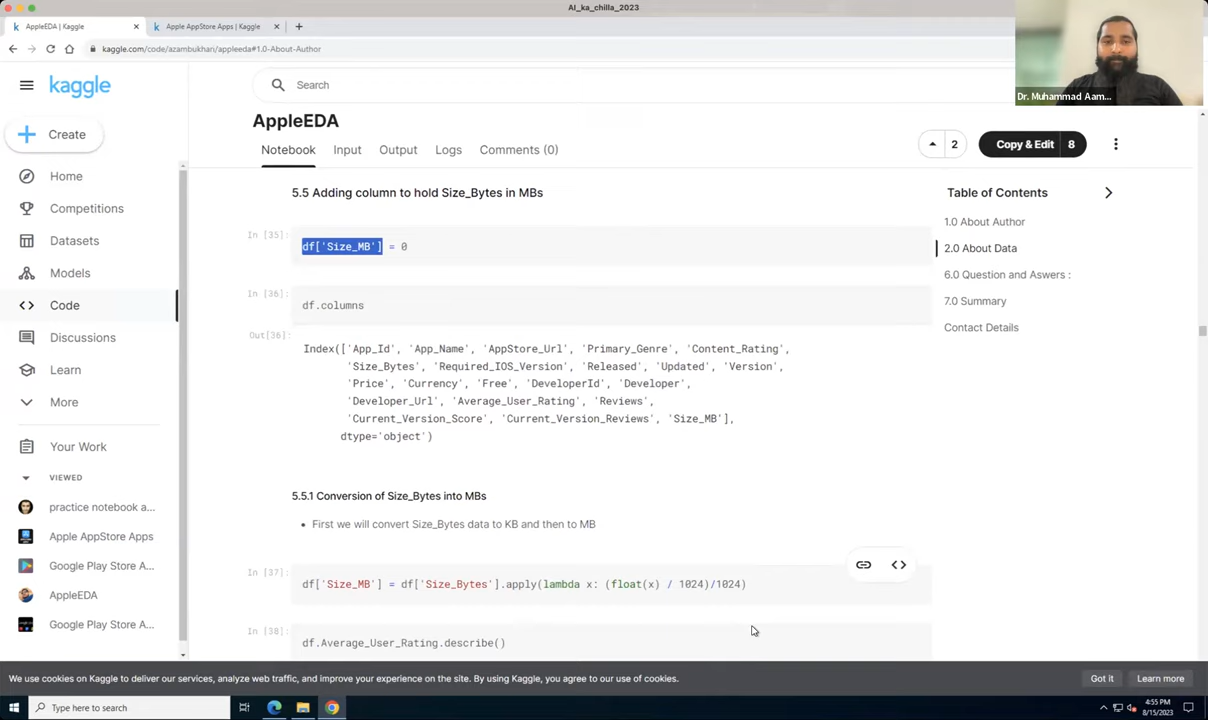 AI_ka_chilla_2023
AppleEDA | Kaggle
Apple AppStore Apps | Kaggle
kaggle.com/code/azambukhan/appleeda#1.0-About-Author
Dr. Muhammad Aam...
kaggle
Search
Create
AppleEDA
2
Copy & Edit
8
Notebook
Input
Output
Logs
Comments (0)
Home
Competitions
Datasets
Models
Code
Discussions
Learn
More
Your Work
VIEWED
practice notebook a...
Apple AppStore Apps
Google Play Store A...
AppleEDA
Google Play Store A...
5.5 Adding column to hold Size_Bytes in MBs
In [35]:
df['Size_MB'] = 0
In [36]:
df.columns
Out[36]:
Index(['App_Id', 'App_Name', 'AppStore_Url', 'Primary_Genre', 'Content_Rating',
'Size_Bytes', 'Required_IOS_Version', 'Released', 'Updated', 'Version',
'Price', 'Currency', 'Free', 'DeveloperId', 'Developer',
'Developer_Url', 'Average_User_Rating', 'Reviews',
'Current_Version_Score', 'Current_Version_Reviews', 'Size_MB'],
dtype='object')
5.5.1 Conversion of Size_Bytes into MBs
• First we will convert Size_Bytes data to KB and then to MB
In [37]:
df['Size_MB'] = df['Size_Bytes'].apply(lambda x: (float(x) / 1024)/1024)
In [38]:
df.Average_User_Rating.describe()
Table of Contents
1.0 About Author
2.0 About Data
6.0 Question and Aswers :
7.0 Summary
Contact Details
We use cookies on Kaggle to deliver our services, analyze web traffic, and improve your experience on the site. By using Kaggle, you agree to our use of cookies.
Got it
Learn more
Type here to search
4:55 PM
8/15/2023